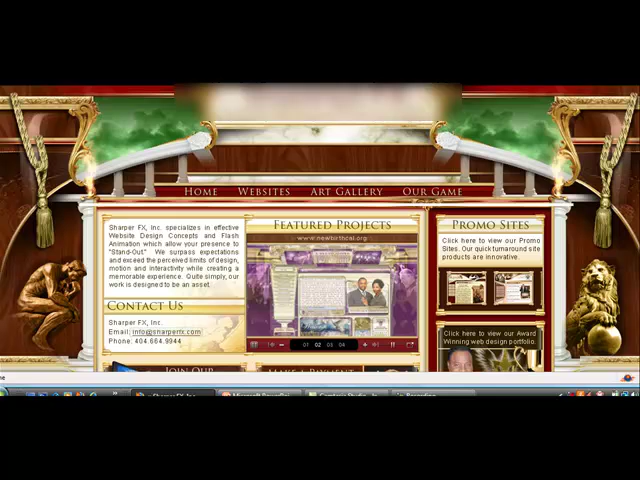 HOME WEBSITES ART GALLERY OUR GAME
Sharper FX, Inc. specializes in effective
Website Design Concepts and Flash
Animation which allow your presence to
"Stand-Out." We surpass expectations
and exceed the perceived limits of design,
motion and interactivity while creating a
memorable experience. Quite simply, our
work is designed to be an asset.
CONTACT US
Sharper FX, Inc.
Email: info@sharperfx.com
Phone: 404.664.9944
JOIN OUR
FEATURED PROJECTS
www.newbirthcal.org
01 02 03 04
MAKE A PAYMENT
PROMO SITES
Click here to view our Promo
Sites. Our quick turnaround site
products are innovative.
Click here to view our Award
Winning web design portfolio.